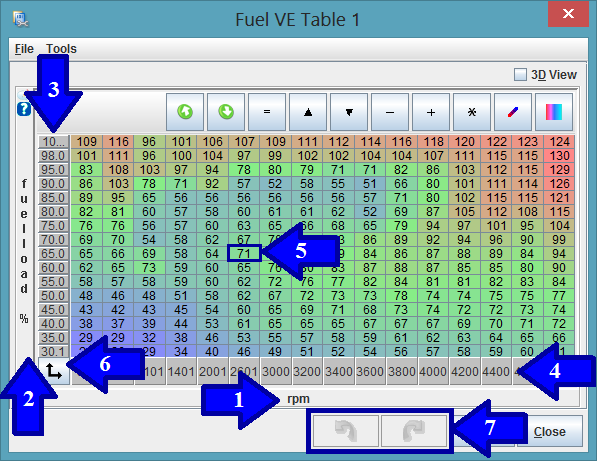 Fuel VE Table 1
x
File Tools
3
3D View
?
= ▲ ▼ − + *
10... 109 116 96 101 106 107 109 111 112 114 116 118 120 122 123 124
98.0 101 111 96 100 104 97 99 102 102 104 104 107 111 115 115 130
95.0 83 108 103 97 94 78 80 79 71 71 82 86 103 112 115 129
90.0 86 103 78 71 92 57 52 58 55 51 66 80 101 111 114 126
85.0 89 95 65 56 56 56 56 56 56 57 71 80 102 115 115 121
80.0 82 81 60 57 58 60 61 61 62 52 69 87 105 112 108 115
75.0 76 76 56 57 60 63 65 66 68 65 79 94 97 101 95 104
70.0 69 70 54 58 62 67 86 89 92 94 96 90 99
65.0 65 66 69 58 64 71 84 86 87 88 89 84 94
60.0 62 65 73 59 60 65 83 87 88 87 85 85 80 90
55.0 58 57 58 59 60 62 72 76 77 82 84 81 83 81 77 84
50.0 48 47 48 51 58 62 67 72 73 73 78 74 75 75 77
45.0 42 43 43 45 54 60 65 69 71 68 73 74 72 72 73 74
40.0 38 37 39 44 53 61 65 65 65 67 67 67 69 70 71 72
35.0 29 29 32 38 46 53 55 57 58 59 61 62 63 64 65 66
30.1 29 34 40 46 49 51 52 54 56 57 58 59 60
5
fuelload %
6
1101 1401 2001 2601 3000 3200 3400 3600 3800 4000 4200 4400
4
2
1
rpm
7
Close